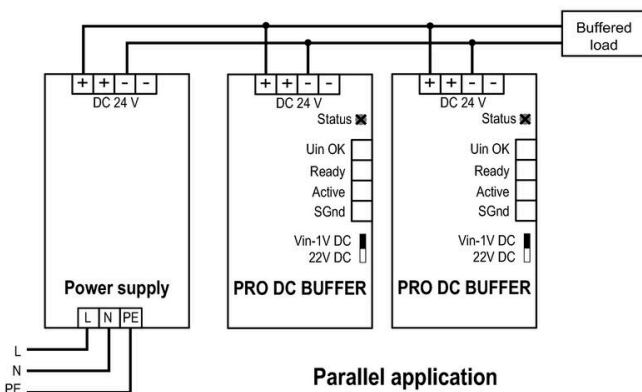 Buffered
load
+ + - -
DC 24 V
Power supply
L N PE
L
N
PE
+ + - -
DC 24 V
Status
Uin OK
Ready
Active
SGnd
Vin-1V DC
22V DC
PRO DC BUFFER
+ + - -
DC 24 V
Status
Uin OK
Ready
Active
SGnd
Vin-1V DC
22V DC
PRO DC BUFFER
Parallel application